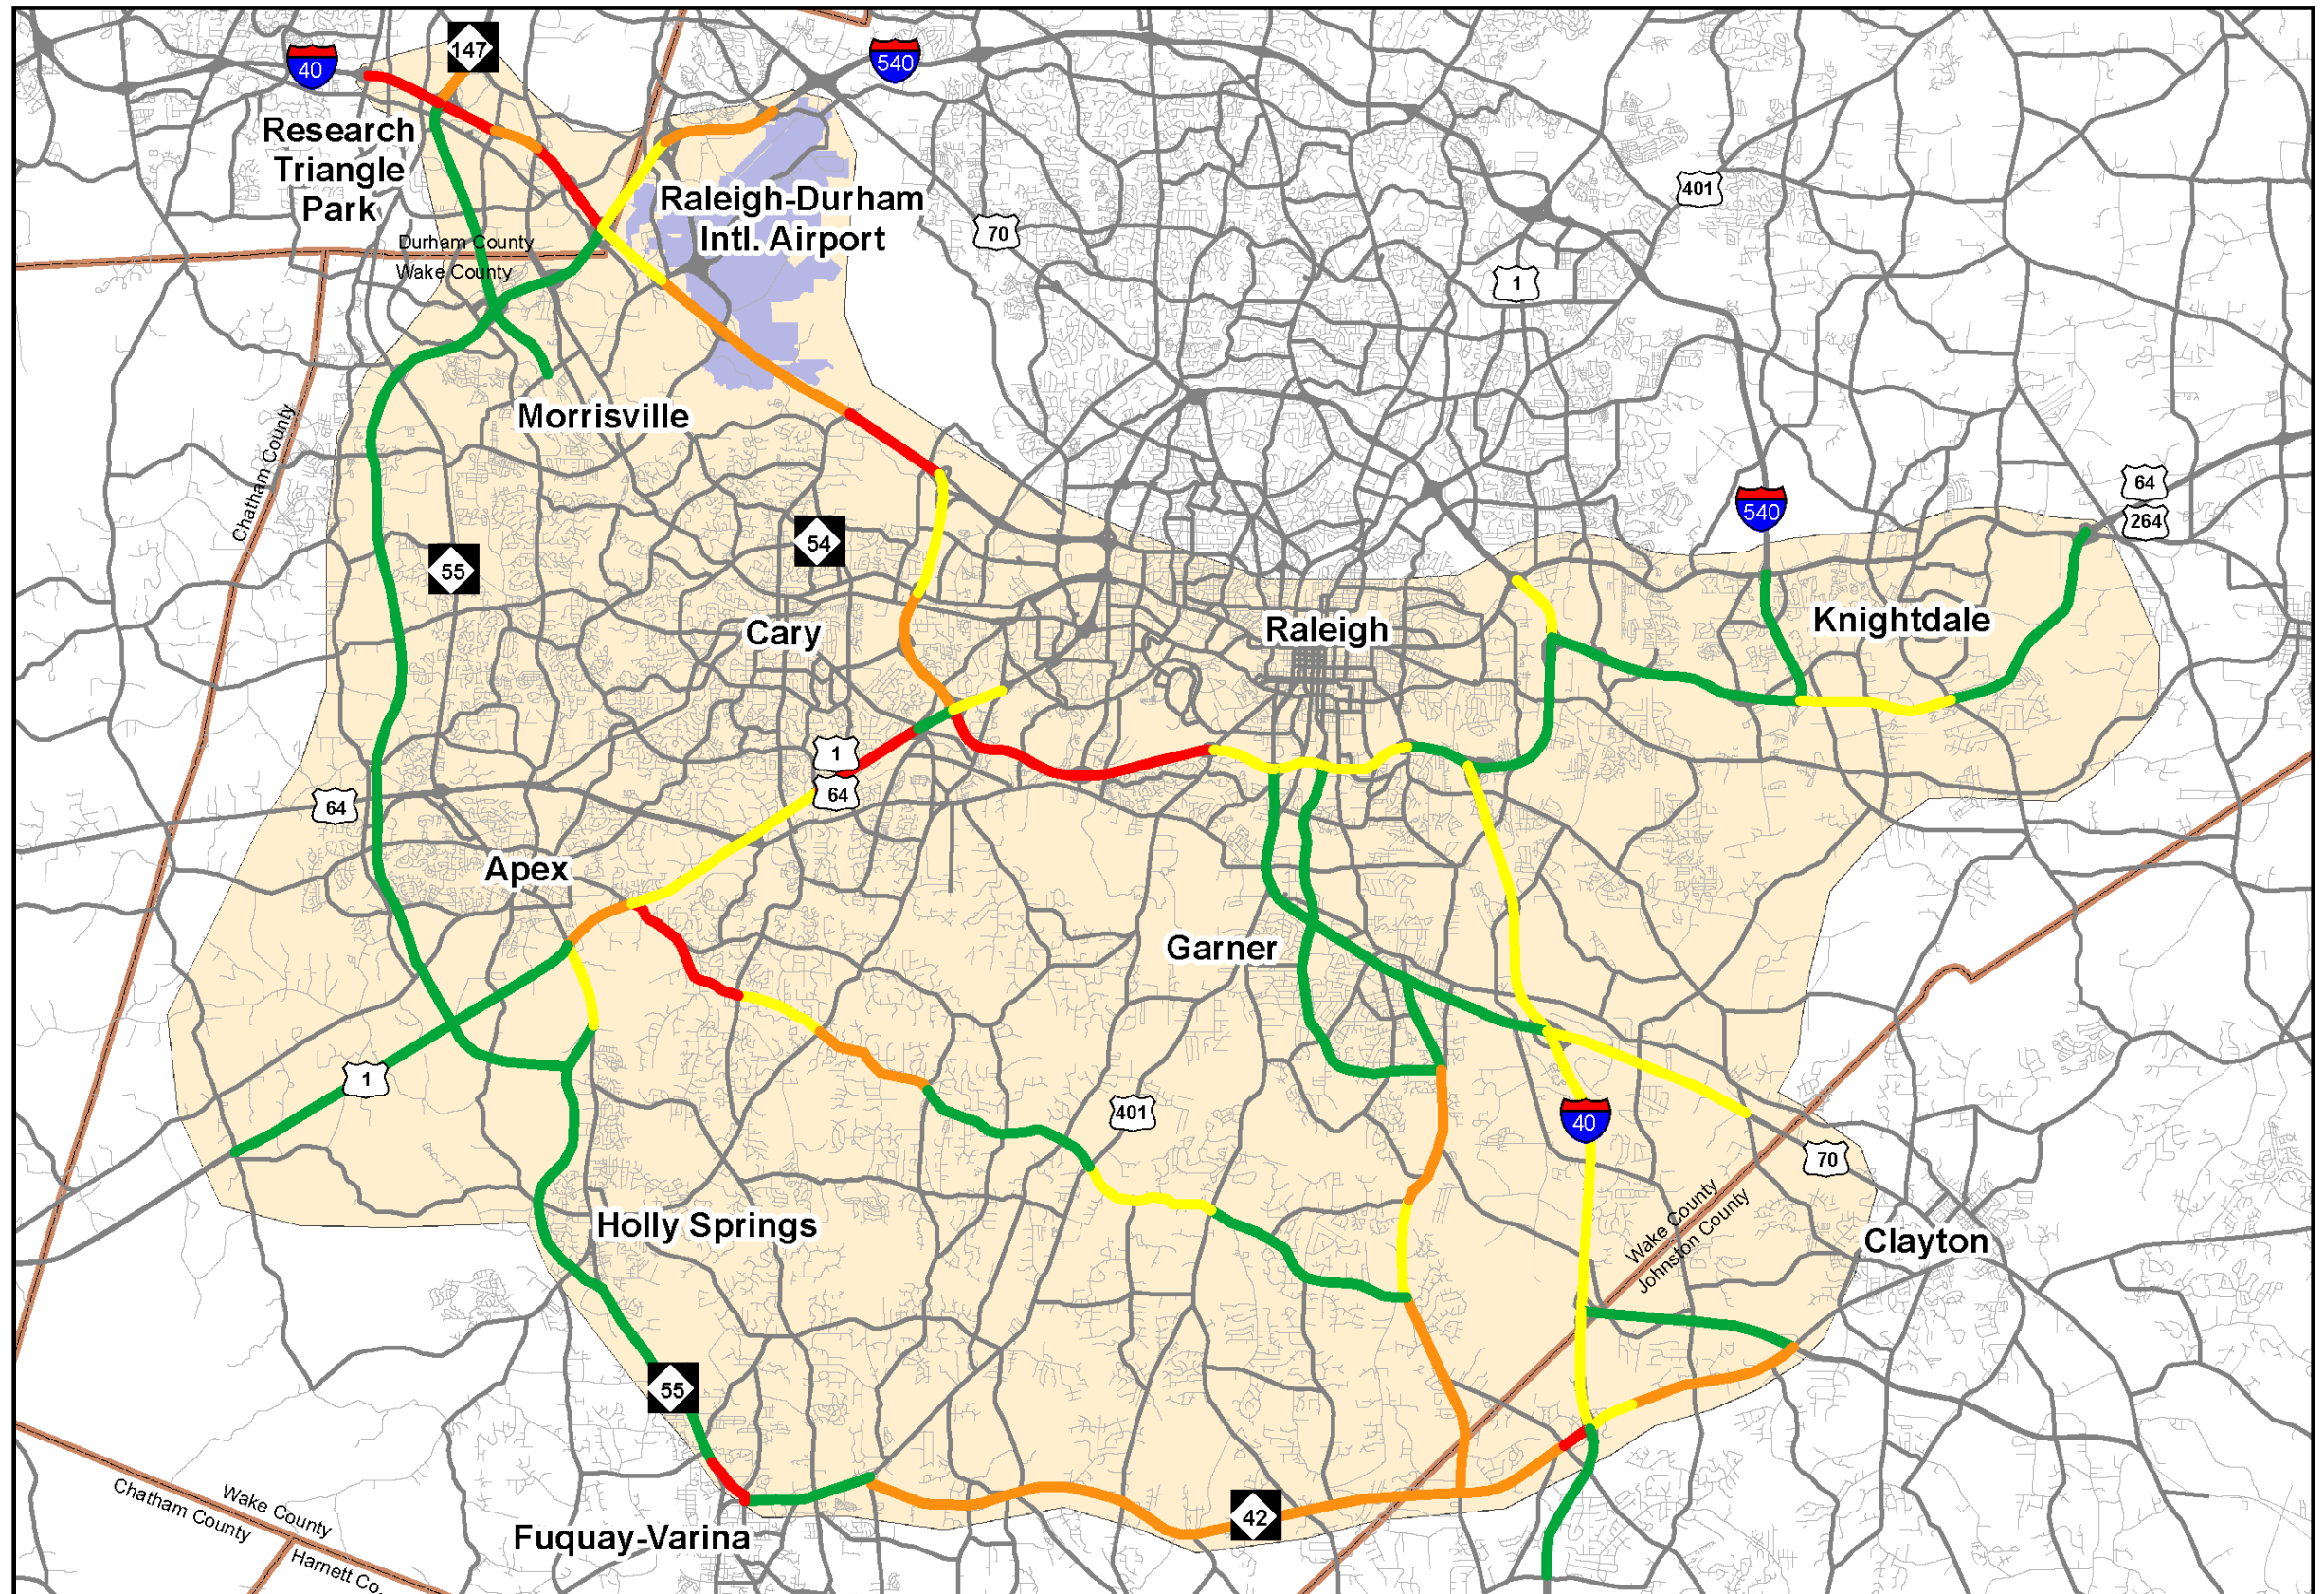 147
40
540
Research
Triangle
Park
401
Raleigh-Durham
Intl. Airport
70
Durham County
Wake County
1
Morrisville
Chatham County
64
264
540
54
55
Knightdale
Raleigh
Cary
1
64
64
Apex
Garner
1
401
40
70
Wake County
Johnston County
Holly Springs
Clayton
55
Wake County
Chatham County
42
Fuquay-Varina
Harnett Co.